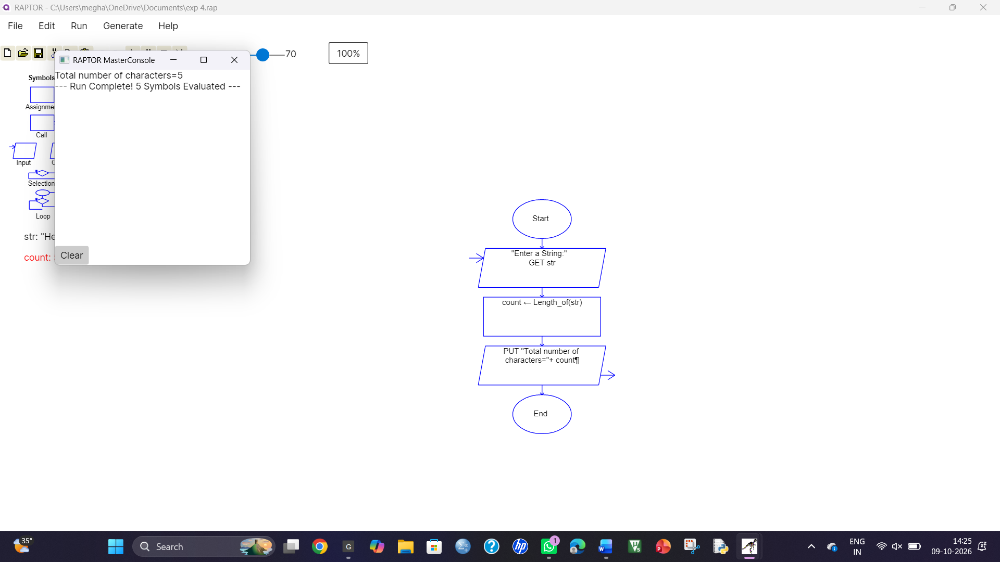 RAPTOR - C:\Users\megha\OneDrive\Documents\exp 4.rap
File Edit Run Generate Help
70
100%
RAPTOR MasterConsole
Total number of characters=5
--- Run Complete! 5 Symbols Evaluated ---
Symbols
Assignme
Call
Input
Selection
Loop
str: "He
count:
Clear
Start
"Enter a String:"
GET str
count ← Length_of(str)
PUT "Total number of
characters="+ count¶
End
35°
Search
G
1
ENG
IN
14:25
09-10-2026